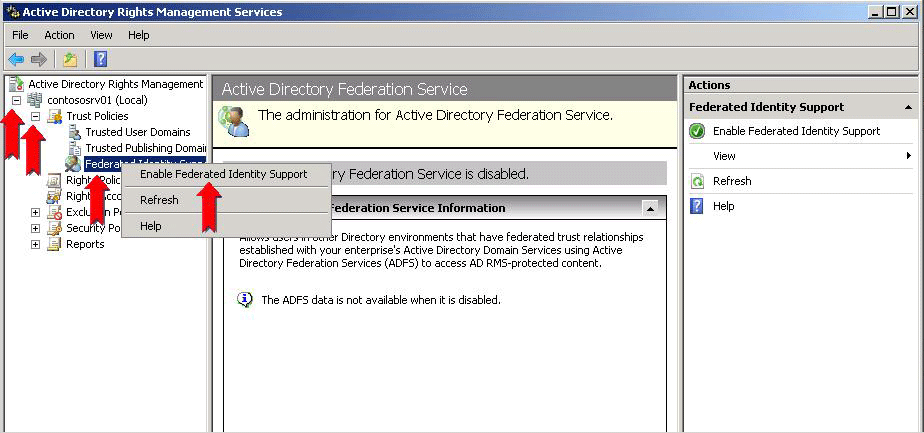 Active Directory Rights Management Services
File Action View Help
Active Directory Rights Management
contososrv01 (Local)
Trust Policies
Trusted User Domains
Trusted Publishing Domai
Federated Identity Supp
Rights Polic
Rights Acco
Exclusion Po
Security Po
Reports
Enable Federated Identity Support
Refresh
Help
Active Directory Federation Service
The administration for Active Directory Federation Service.
ory Federation Service is disabled.
Federation Service Information
Allows users in other Directory environments that have federated trust relationships
established with your enterprise's Active Directory Domain Services using Active
Directory Federation Services (ADFS) to access AD RMS-protected content.
The ADFS data is not available when it is disabled.
Actions
Federated Identity Support
Enable Federated Identity Support
View
Refresh
Help